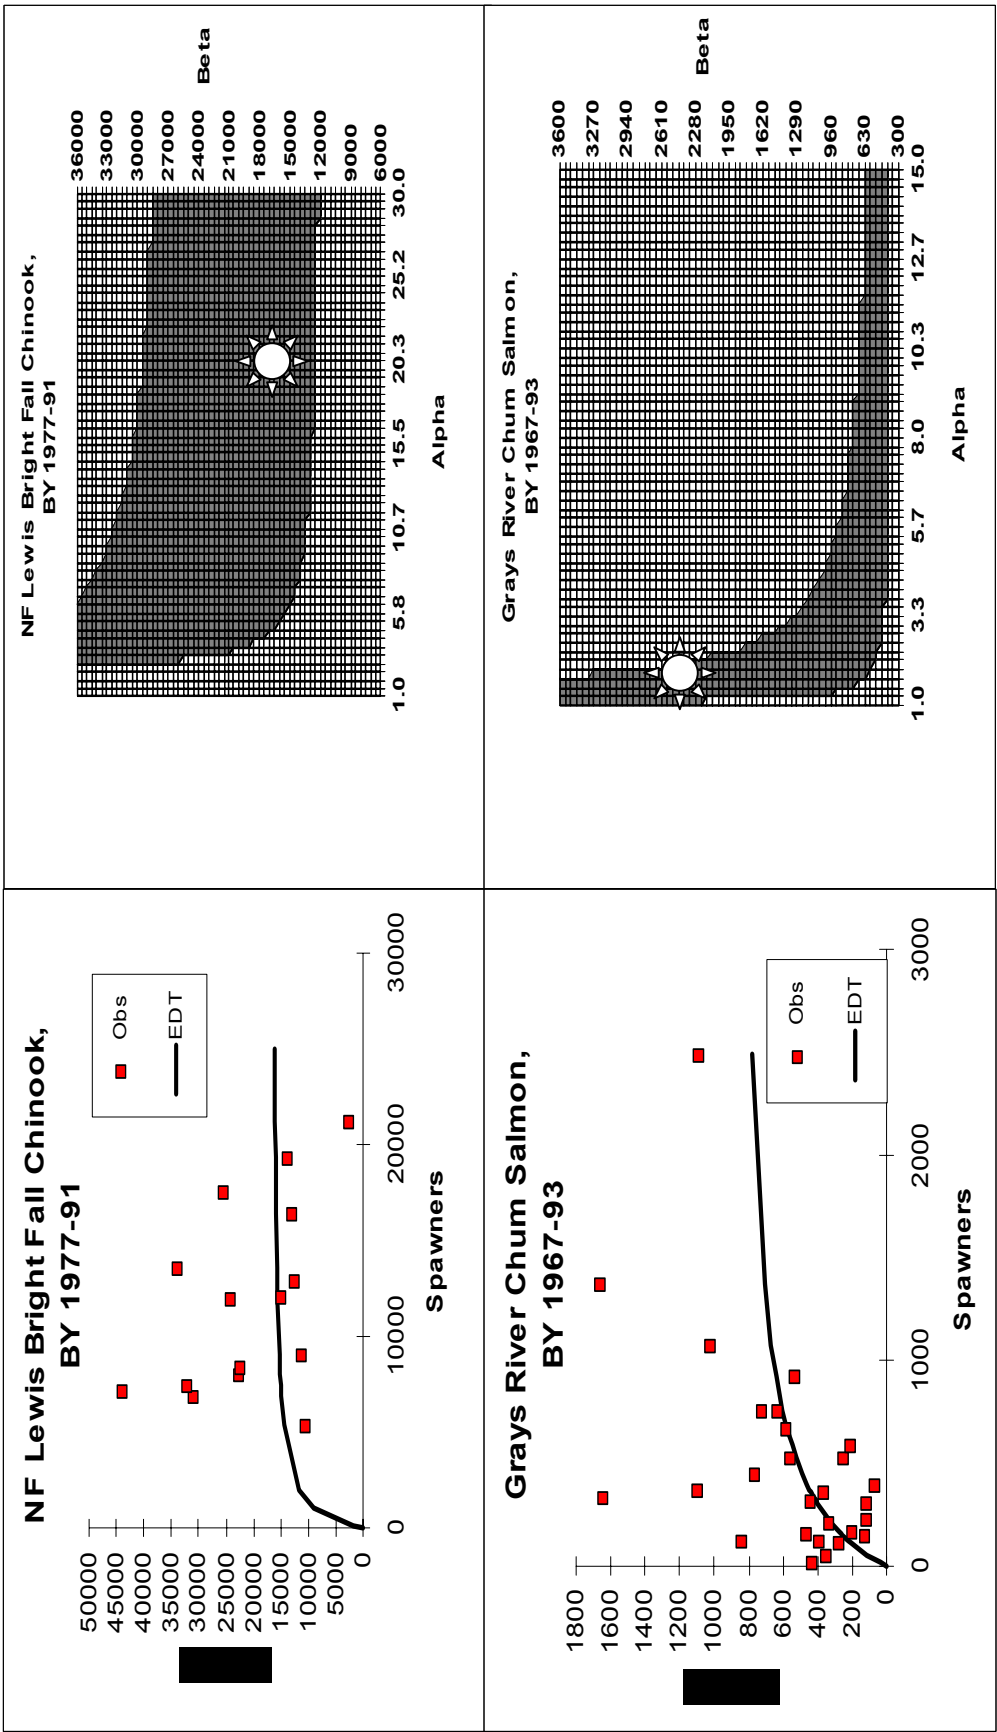 NF Lewis Bright Fall Chinook,
BY 1977-91
50000
45000
40000
35000
30000
25000
20000
15000
10000
5000
0
0 10000 20000 30000
Spawners
Obs
EDT
NF Lewis Bright Fall Chinook,
BY 1977-91
36000
33000
30000
27000
24000
21000
18000
15000
12000
9000
6000
Beta
1.0 5.8 10.7 15.5 20.3 25.2 30.0
Alpha
Grays River Chum Salmon,
BY 1967-93
1800
1600
1400
1200
1000
800
600
400
200
0
0 1000 2000 3000
Spawners
Obs
EDT
Grays River Chum Salmon,
BY 1967-93
3600
3270
2940
2610
2280
1950
1620
1290
960
630
300
Beta
1.0 3.3 5.7 8.0 10.3 12.7 15.0
Alpha